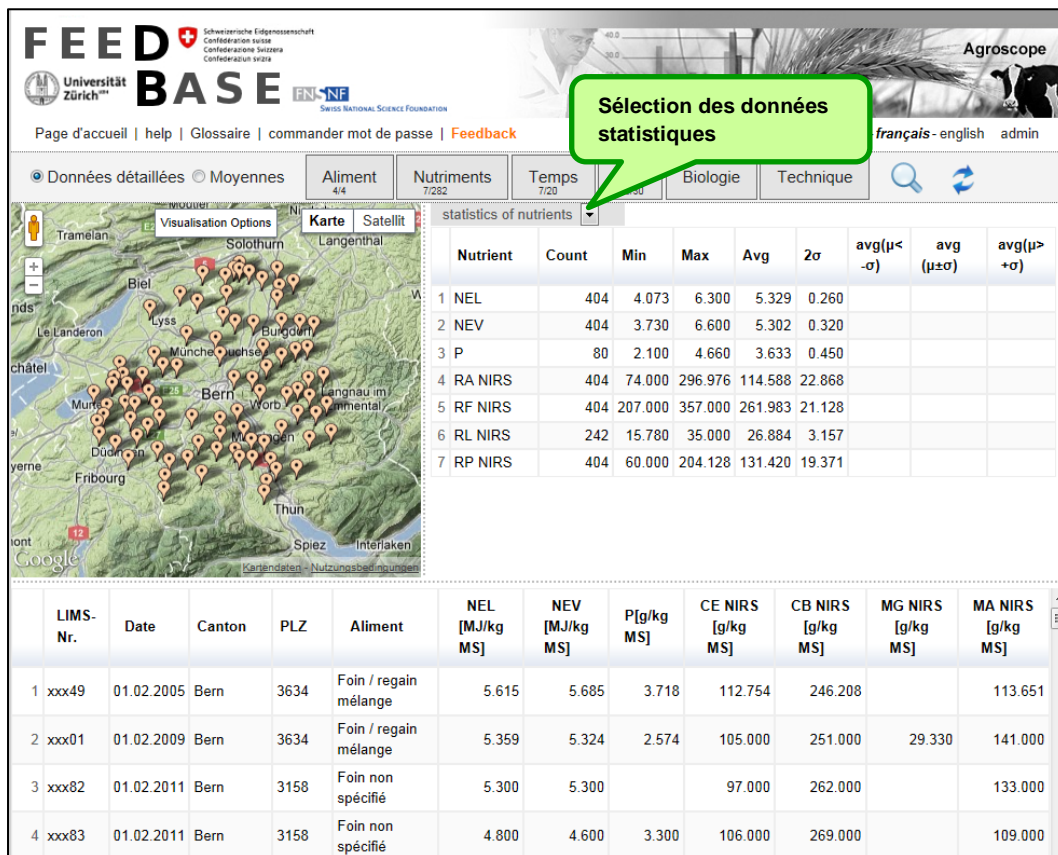 FEED BASE
Schweizerische Eidgenossenschaft
Confédération suisse
Confederazione Svizzera
Confederaziun svizra
Universität
Zürich
FNSNF
SWISS NATIONAL SCIENCE FOUNDATION
40.0
30.0
Agroscope
Sélection des données
statistiques
Page d'accueil | help | Glossaire | commander mot de passe | Feedback
français - english admin
Données détaillées Moyennes
Aliment
4/4
Nutriments
7/282
Temps
7/20
Biologie
Technique
Visualisation Options
Karte Satellit
Tramelan
Solothurn
Langenthal
Biel
Lyss
Le Landeron
Burgdorf
Münchenbuchsee
Bern
Worb
Langnau im
Emmental
Fribourg
Thun
Spiez
Interlaken
25
12
Google
Kartendaten - Nutzungsbedingungen
statistics of nutrients
Nutrient Count Min Max Avg 2σ avg(μ< -σ) avg (μ±σ) avg(μ> +σ)
1 NEL 404 4.073 6.300 5.329 0.260
2 NEV 404 3.730 6.600 5.302 0.320
3 P 80 2.100 4.660 3.633 0.450
4 RA NIRS 404 74.000 296.976 114.588 22.868
5 RF NIRS 404 207.000 357.000 261.983 21.128
6 RL NIRS 242 15.780 35.000 26.884 3.157
7 RP NIRS 404 60.000 204.128 131.420 19.371
LIMS-Nr. Date Canton PLZ Aliment NEL [MJ/kg MS] NEV [MJ/kg MS] P[g/kg MS] CE NIRS [g/kg MS] CB NIRS [g/kg MS] MG NIRS [g/kg MS] MA NIRS [g/kg MS]
1 xxx49 01.02.2005 Bern 3634 Foin / regain mélange 5.615 5.685 3.718 112.754 246.208 113.651
2 xxx01 01.02.2009 Bern 3634 Foin / regain mélange 5.359 5.324 2.574 105.000 251.000 29.330 141.000
3 xxx82 01.02.2011 Bern 3158 Foin non spécifié 5.300 5.300 97.000 262.000 133.000
4 xxx83 01.02.2011 Bern 3158 Foin non spécifié 4.800 4.600 3.300 106.000 269.000 109.000